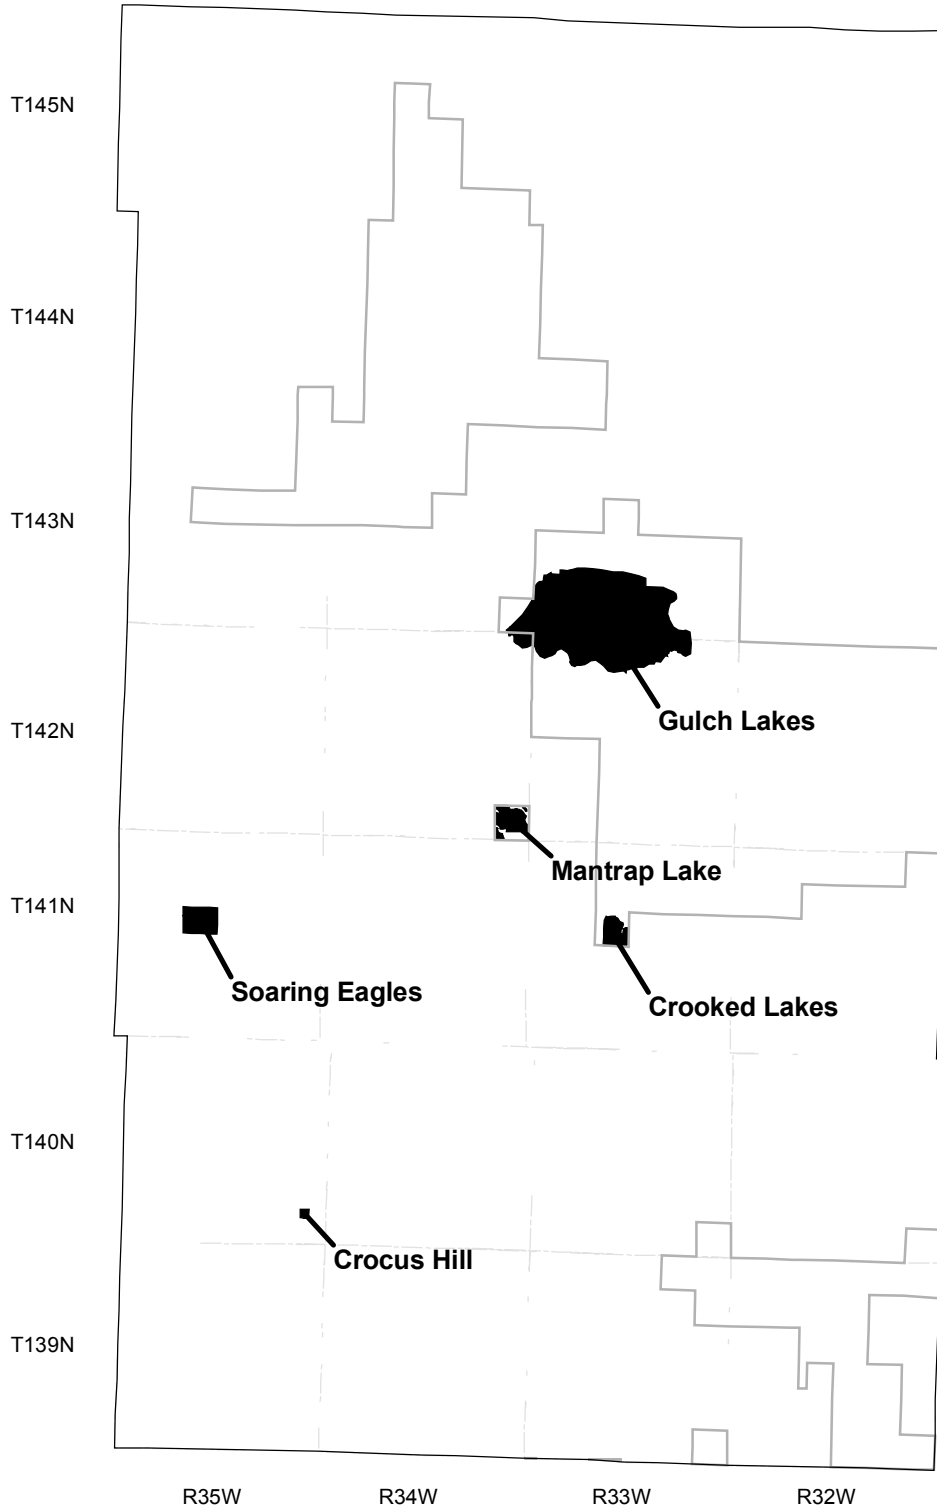 T145N
T144N
T143N
Gulch Lakes
T142N
Mantrap Lake
T141N
Soaring Eagles
Crooked Lakes
T140N
Crocus Hill
T139N
R35W R34W R33W R32W